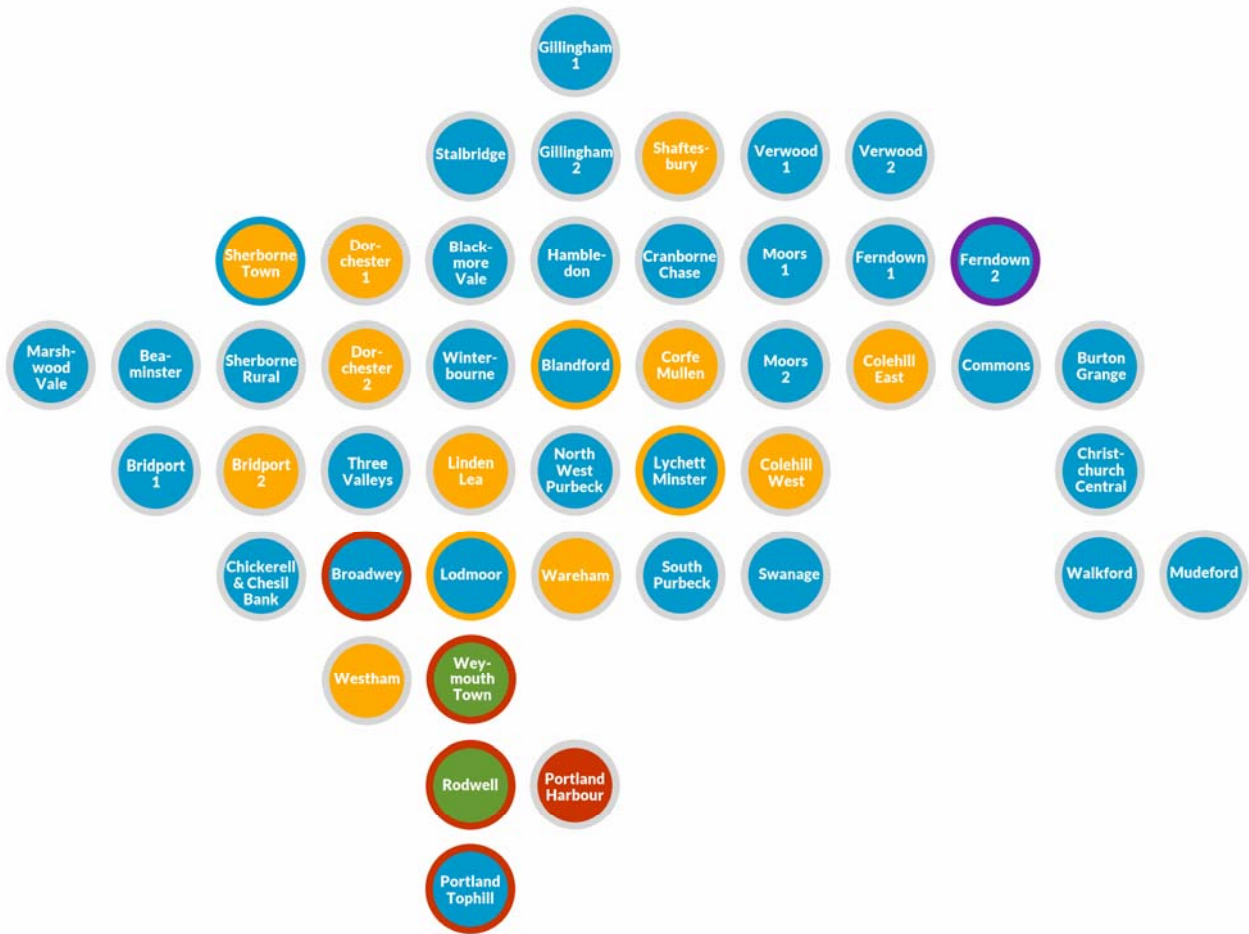 Gillingham
1
Stalbridge
Gillingham
2
Shaftes-
bury
Verwood
1
Verwood
2
Sherborne
Town
Dor-
chester
1
Black-
more
Vale
Hamble-
don
Cranborne
Chase
Moors
1
Ferndown
1
Ferndown
2
Marsh-
wood
Vale
Bea-
minster
Sherborne
Rural
Dor-
chester
2
Winter-
bourne
Blandford
Corfe
Mullen
Moors
2
Colehill
East
Commons
Burton
Grange
Bridport
1
Bridport
2
Three
Valleys
Linden
Lea
North
West
Purbeck
Lychett
Minster
Colehill
West
Christ-
church
Central
Chickerell
& Chesil
Bank
Broadwey
Lodmoor
Wareham
South
Purbeck
Swanage
Walkford
Mudeford
Westham
Wey-
mouth
Town
Rodwell
Portland
Harbour
Portland
Tophill